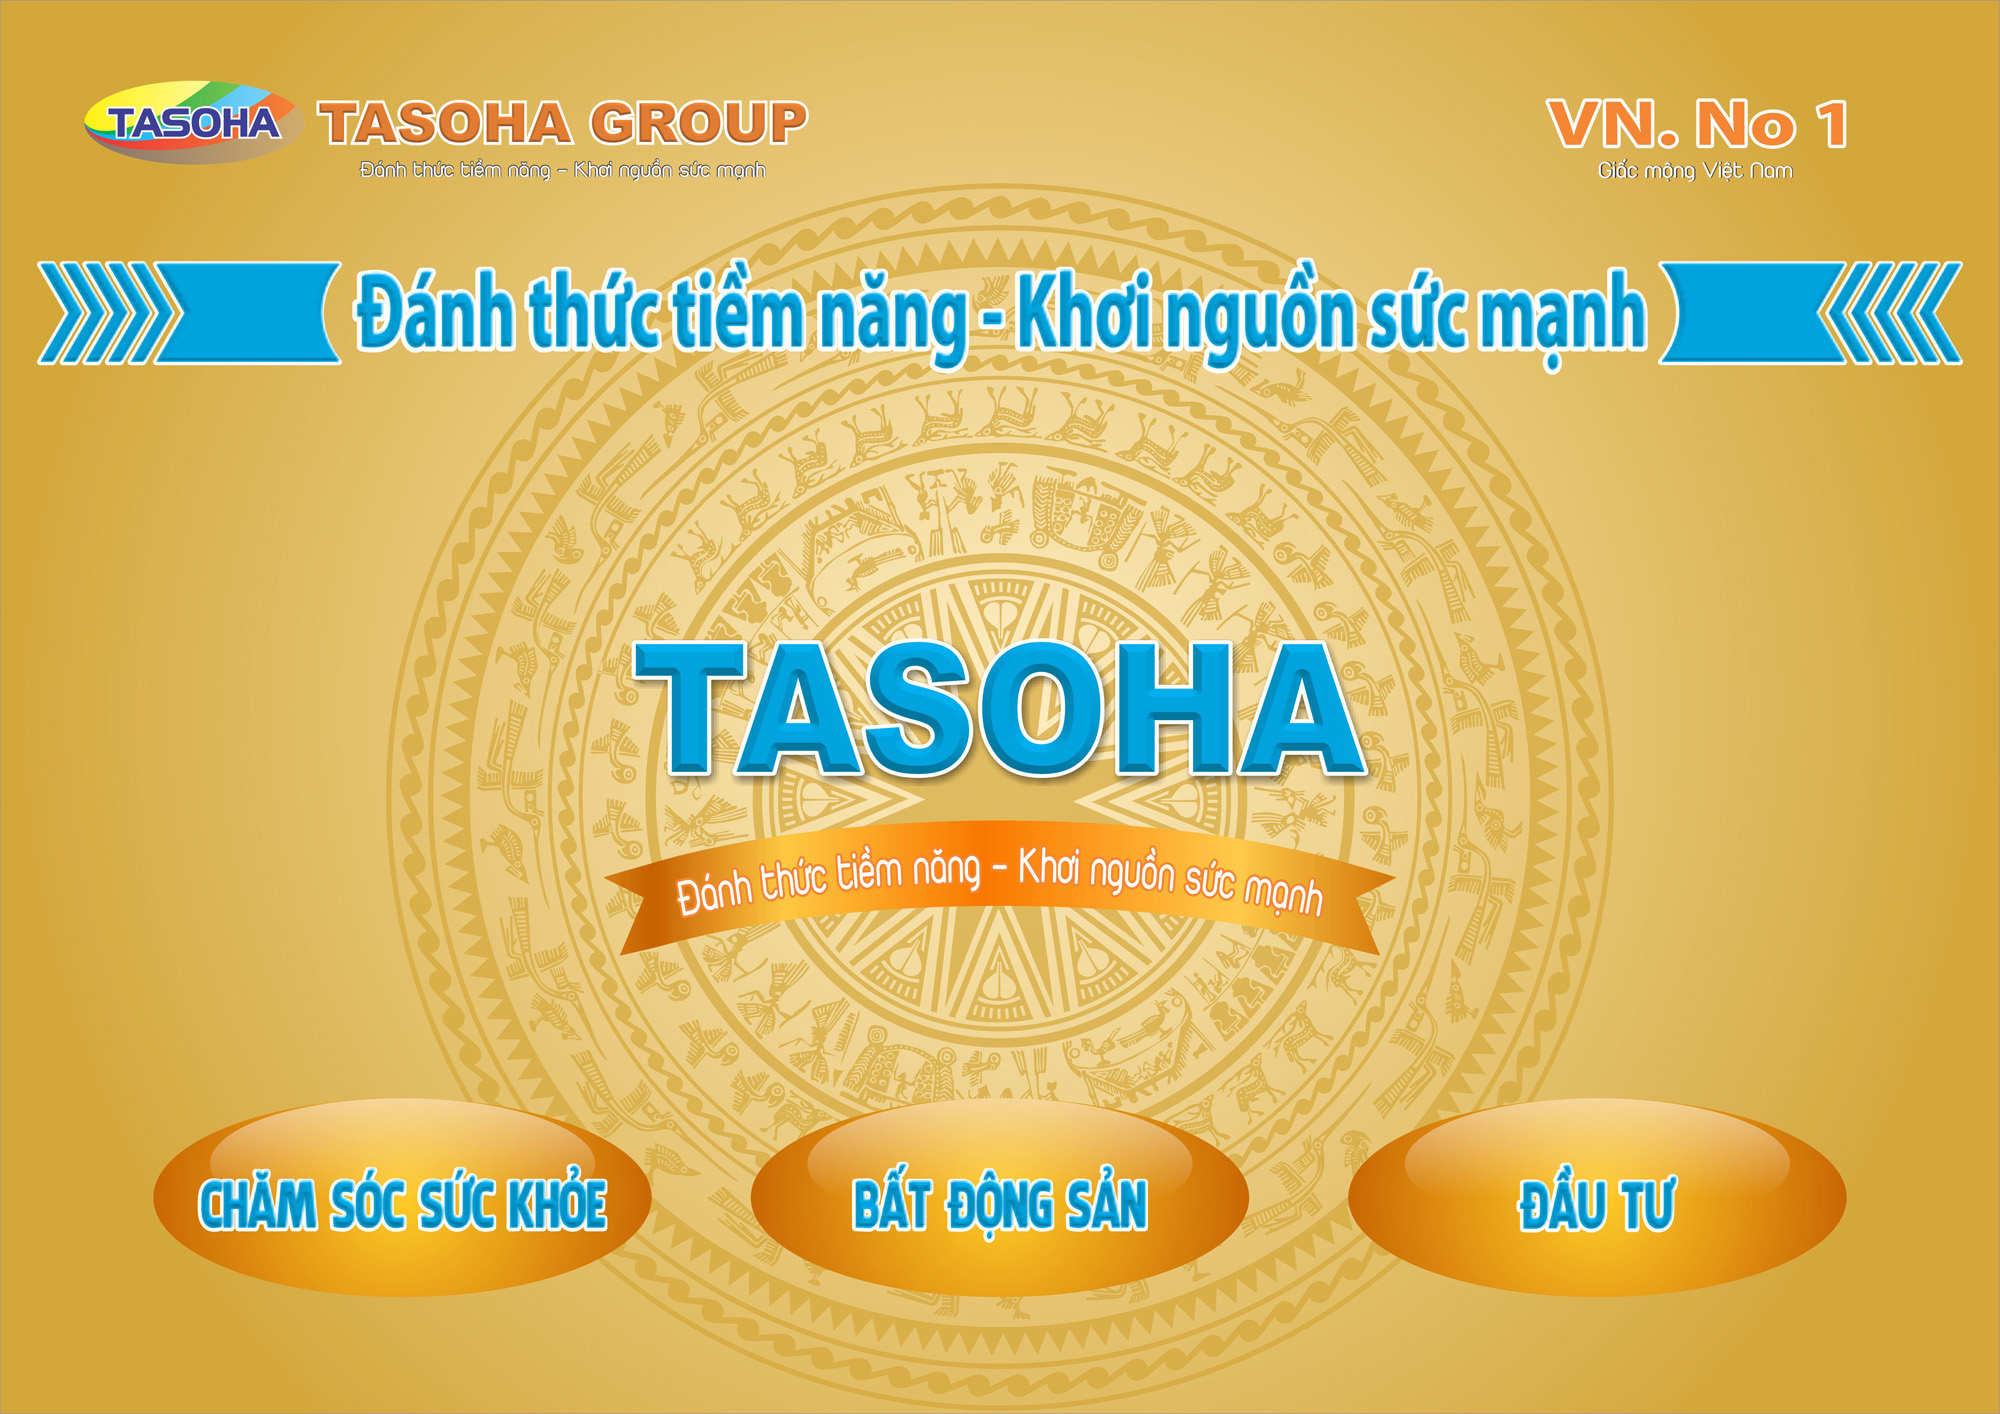 TASOHA
TASOHA GROUP
Đánh thức tiềm năng – Khơi nguồn sức mạnh
VN. No 1
Giấc mộng Việt Nam
Đánh thức tiềm năng - Khơi nguồn sức mạnh
TASOHA
Đánh thức tiềm năng – Khơi nguồn sức mạnh
CHĂM SÓC SỨC KHỎE
BẤT ĐỘNG SẢN
ĐẦU TƯ